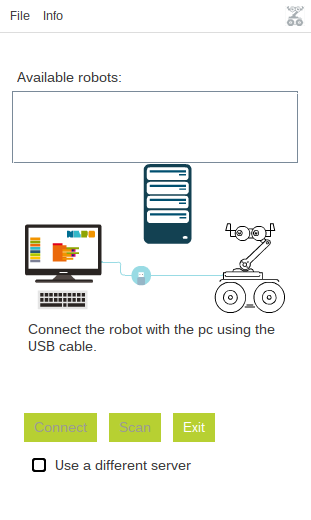 File Info
Available robots:
Connect the robot with the pc using the
USB cable.
Connect Scan Exit
Use a different server